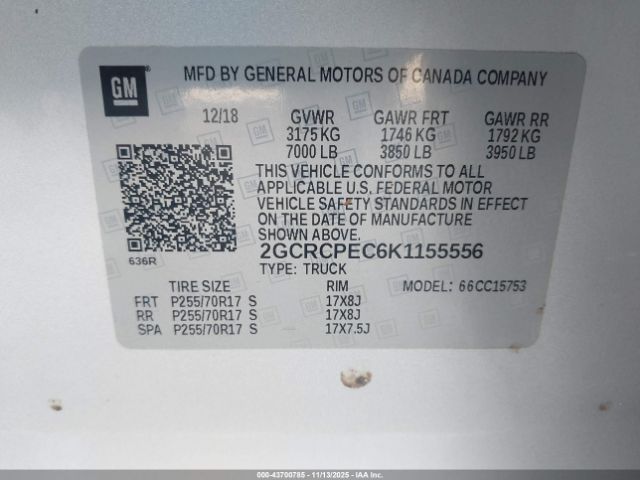 GM MFD BY GENERAL MOTORS OF CANADA COMPANY
12/18 GVWR GAWR FRT GAWR RR
3175 KG 1746 KG 1792 KG
7000 LB 3850 LB 3950 LB
THIS VEHICLE CONFORMS TO ALL
APPLICABLE U.S. FEDERAL MOTOR
VEHICLE SAFETY STANDARDS IN EFFECT
ON THE DATE OF MANUFACTURE
SHOWN ABOVE.
636R 2GCRCPEC6K1155556
TYPE: TRUCK
TIRE SIZE RIM MODEL: 66CC15753
FRT P255/70R17 S 17X8J
RR P255/70R17 S 17X8J
SPA P255/70R17 S 17X7.5J
000-43700785 - 11/13/2025 - IAAI.COM